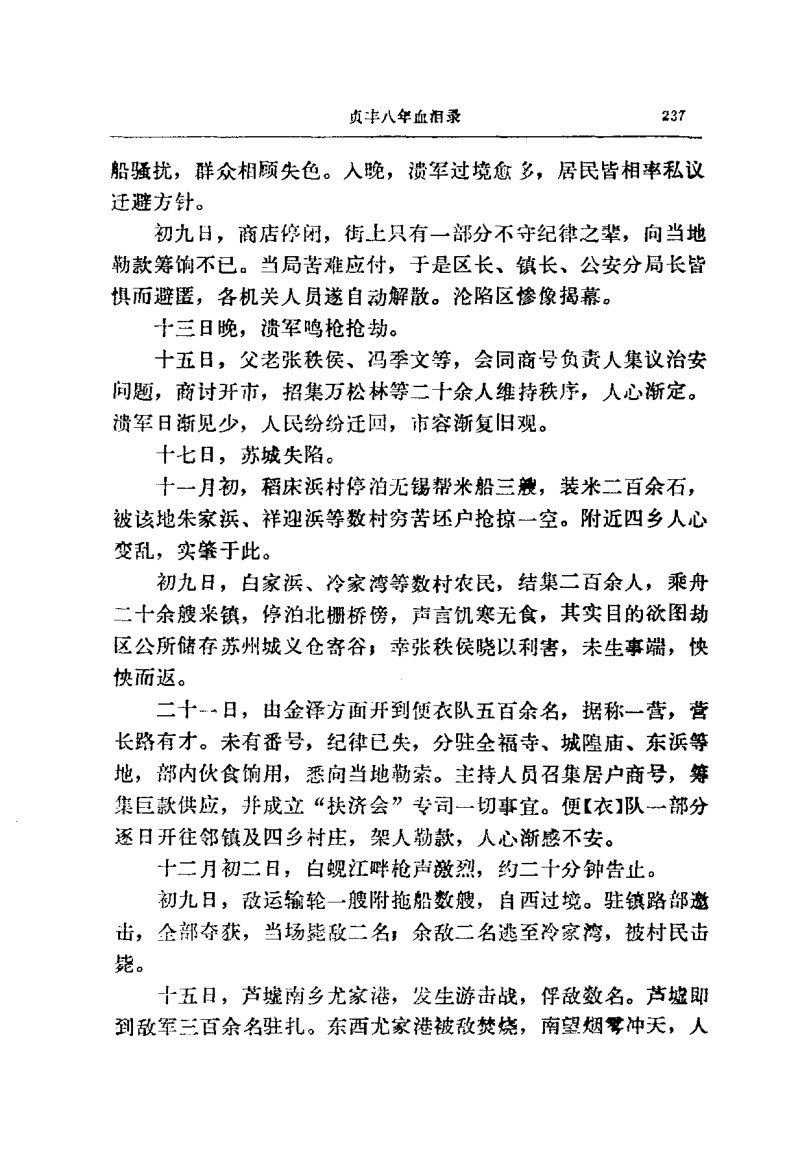 贞丰八年血泪录 237
船骚扰，群众相顾失色。入晚，溃军过境愈多，居民皆相率私议
迁避方针。
初九日，商店停闭，街上只有一部分不守纪律之辈，向当地
勒款筹饷不已。当局苦难应付，于是区长、镇长、公安分局长皆
惧而避匿，各机关人员遂自动解散。沦陷区惨像揭幕。
十三日晚，溃军鸣枪抢劫。
十五日，父老张秩侯、冯季文等，会同商号负责人集议治安
问题，商讨开市，招集万松林等二十余人维持秩序，人心渐定。
溃军日渐见少，人民纷纷迁回，市容渐复旧观。
十七日，苏城失陷。
十一月初，稻床浜村停泊无锡帮米船三艘，装米二百余石，
被该地朱家浜、祥迎浜等数村穷苦坯户抢掠一空。附近四乡人心
变乱，实肇于此。
初九日，白家浜、冷家湾等数村农民，结集二百余人，乘舟
二十余艘来镇，停泊北栅桥傍，声言饥寒无食，其实目的欲图劫
区公所储存苏州城义仓寄谷；幸张秩侯晓以利害，未生事端，怏
怏而返。
二十一日，由金泽方面开到便衣队五百余名，据称一营，营
长路有才。未有番号，纪律已失，分驻全福寺、城隍庙、东浜等
地，部内伙食饷用，悉向当地勒索。主持人员召集居户商号，筹
集巨款供应，并成立“扶济会”专司一切事宜。便【衣】队一部分
逐日开往邻镇及四乡村庄，架人勒款，人心渐感不安。
十二月初二日，白蚬江畔枪声激烈，约二十分钟告止。
初九日，敌运输轮一艘附拖船数艘，自西过境。驻镇路部邀
击，全部夺获，当场毙敌二名；余敌二名逃至冷家湾，被村民击
毙。
十五日，芦墟南乡尤家港，发生游击战，俘敌数名。芦墟即
到敌军三百余名驻扎。东西尤家港被敌焚烧，南望烟雾冲天，人